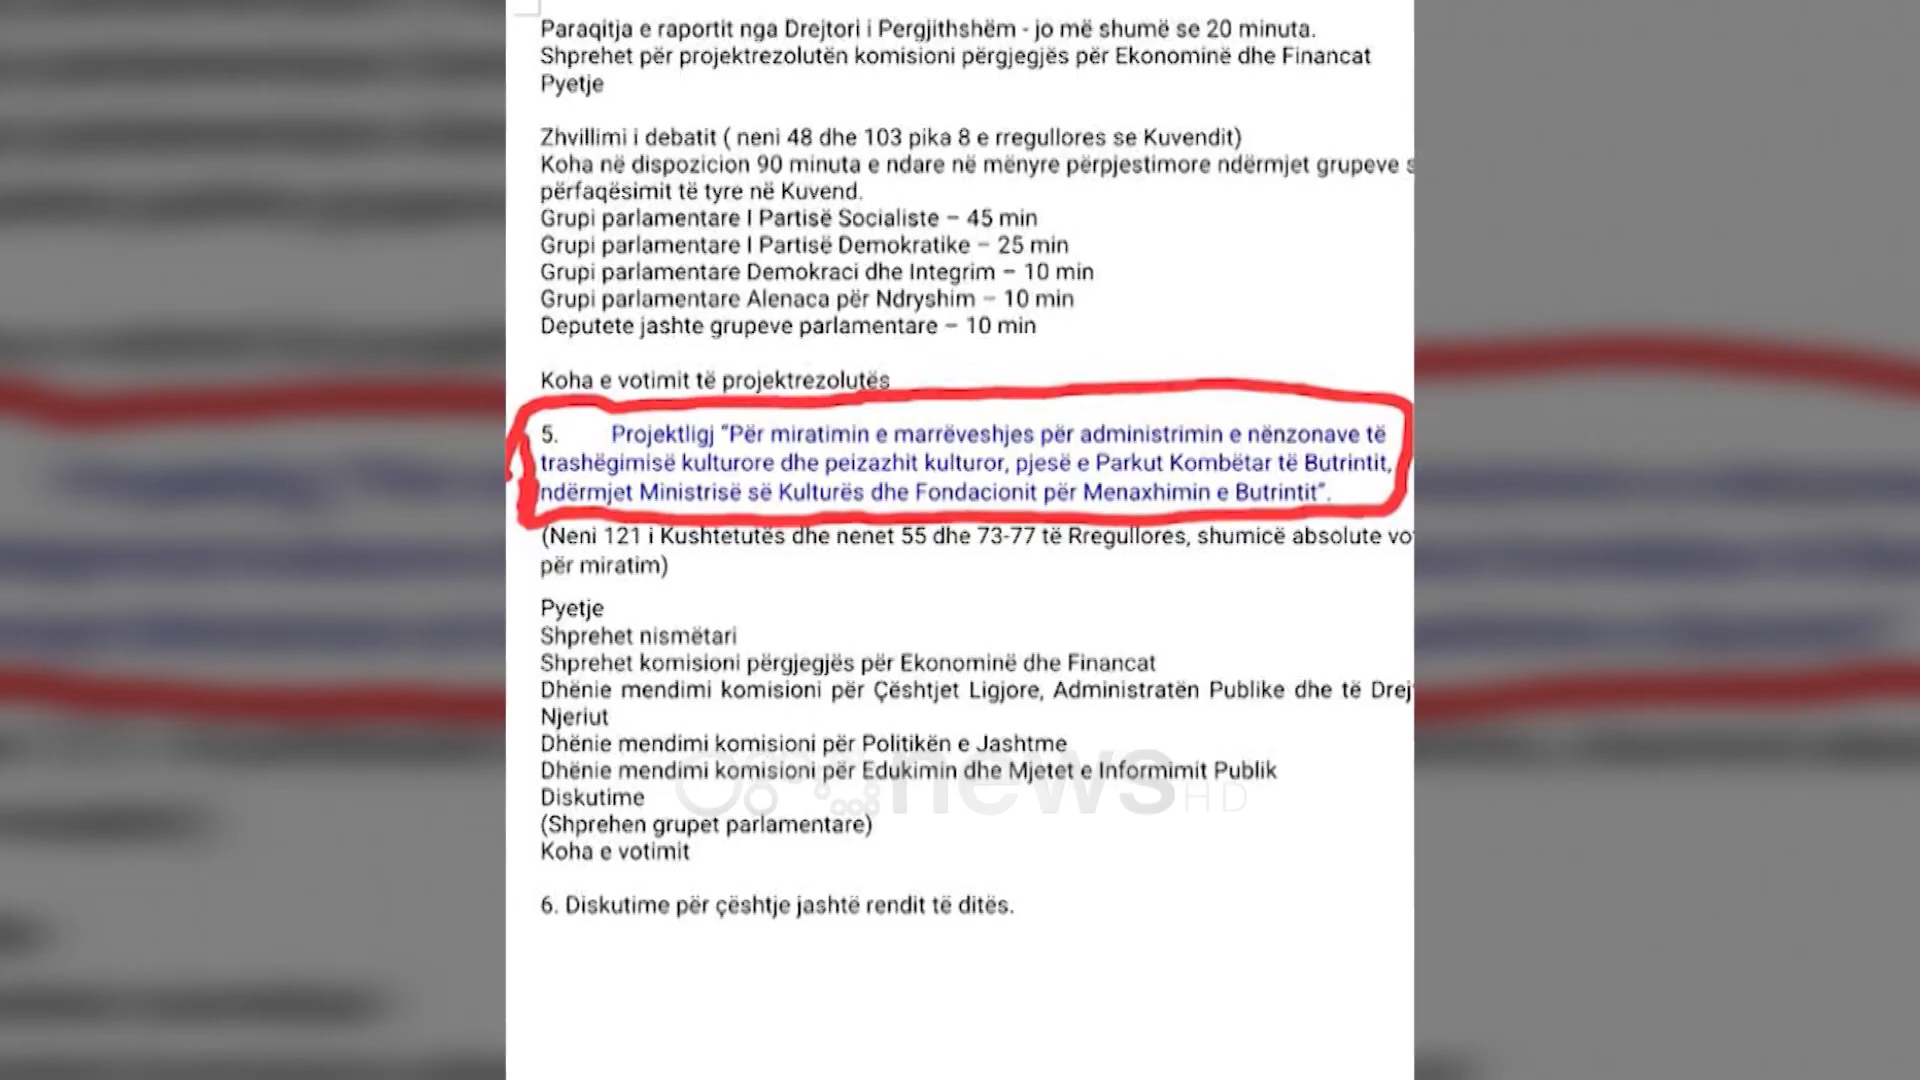 Paraqitja e raportit nga Drejtori i Pergjithshëm - jo më shumë se 20 minuta.
Shprehet për projektrezolutën komisioni përgjegjës për Ekonominë dhe Financat
Pyetje
Zhvillimi i debatit ( neni 48 dhe 103 pika 8 e rregullores se Kuvendit)
Koha në dispozicion 90 minuta e ndare në mënyre përpjestimore ndërmjet grupeve
përfaqësimit të tyre në Kuvend.
Grupi parlamentare I Partisë Socialiste – 45 min
Grupi parlamentare I Partisë Demokratike – 25 min
Grupi parlamentare Demokraci dhe Integrim – 10 min
Grupi parlamentare Alenaca për Ndryshim – 10 min
Deputete jashte grupeve parlamentare – 10 min
Koha e votimit të projektrezolutës
5. Projektligj “Për miratimin e marrëveshjes për administrimin e nënzonave të
trashëgimisë kulturore dhe peizazhit kulturor, pjesë e Parkut Kombëtar të Butrintit,
ndërmjet Ministrisë së Kulturës dhe Fondacionit për Menaxhimin e Butrintit”.
(Neni 121 i Kushtetutës dhe nenet 55 dhe 73-77 të Rregullores, shumicë absolute
për miratim)
Pyetje
Shprehet nismëtari
Shprehet komisioni përgjegjës për Ekonominë dhe Financat
Dhënie mendimi komisioni për Çështjet Ligjore, Administratën Publike dhe të
Njeriut
Dhënie mendimi komisioni për Politikën e Jashtme
Dhënie mendimi komisioni për Edukimin dhe Mjetet e Informimit Publik
news HD
Diskutime
(Shprehen grupet parlamentare)
Koha e votimit
6. Diskutime për çështje jashtë rendit të ditës.